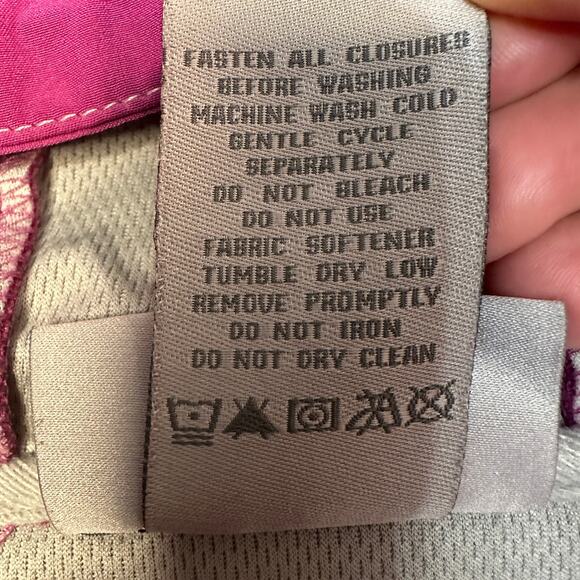 FASTEN ALL CLOSURES
BEFORE WASHING
MACHINE WASH COLD
GENTLE CYCLE
SEPARATELY
DO NOT BLEACH
DO NOT USE
FABRIC SOFTENER
TUMBLE DRY LOW
REMOVE PROMPTLY
DO NOT IRON
DO NOT DRY CLEAN